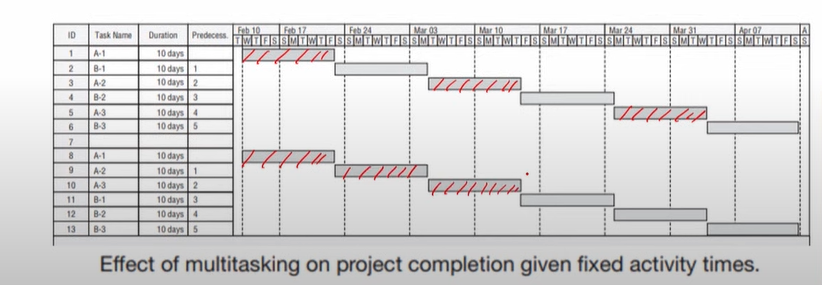 ID Task Name Duration Predecess. Feb 10 Feb 17 Feb 24 Mar 03 Mar 10 Mar 17 Mar 24 Mar 31 Apr 07 A
T W T F S S M T W T F S S M T W T F S S M T W T F S S M T W T F S S M T W T F S S M T W T F S S M T W T F S S M T W T F S S
1 A-1 10 days
2 B-1 10 days 1
3 A-2 10 days 2
4 B-2 10 days 3
5 A-3 10 days 4
6 B-3 10 days 5
7
8 A-1 10 days
9 A-2 10 days 1
10 A-3 10 days 2
11 B-1 10 days 3
12 B-2 10 days 4
13 B-3 10 days 5
Effect of multitasking on project completion given fixed activity times.